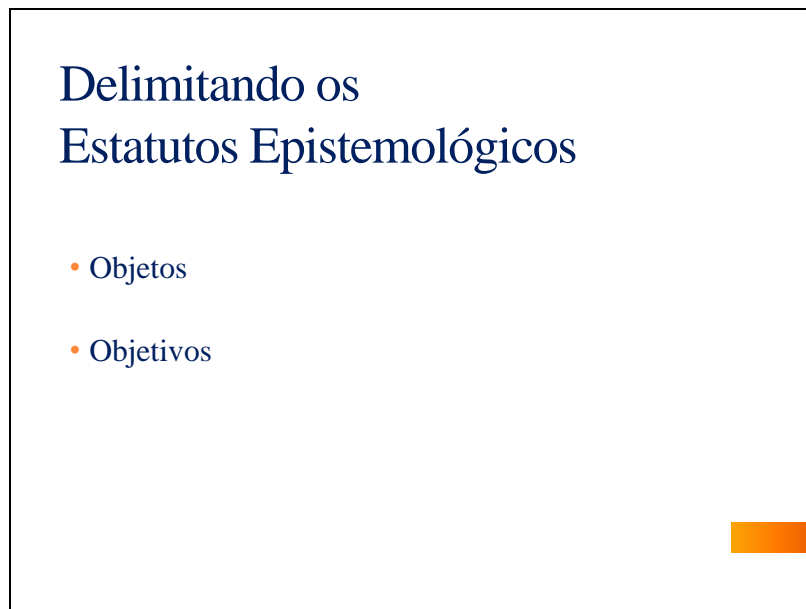 Delimitando os
Estatutos Epistemológicos
• Objetos
• Objetivos